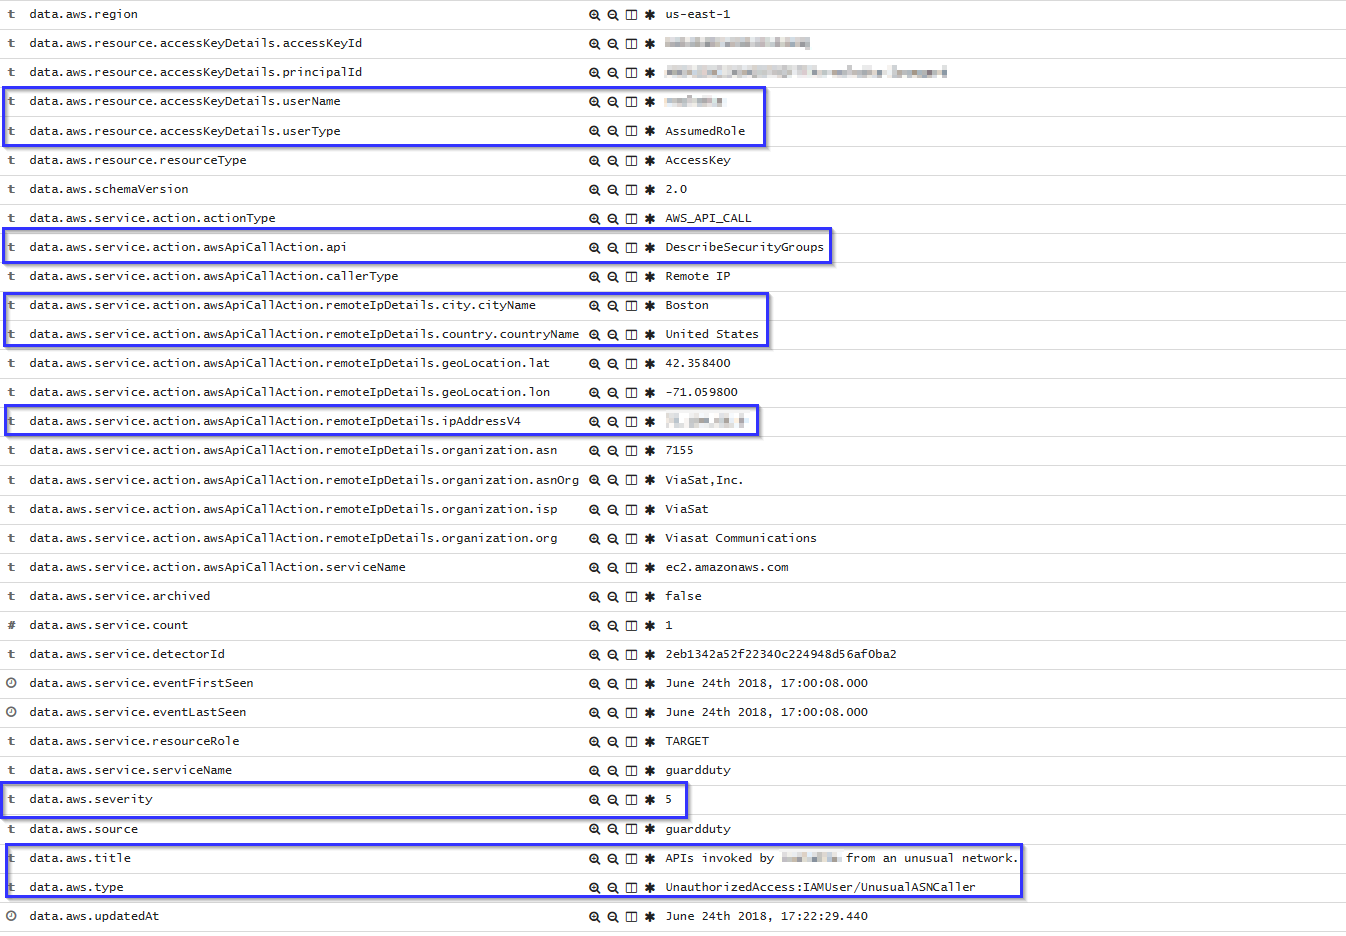 t data.aws.region us-east-1
t data.aws.resource.accessKeyDetails.accessKeyId
t data.aws.resource.accessKeyDetails.principalId
t data.aws.resource.accessKeyDetails.userName
t data.aws.resource.accessKeyDetails.userType AssumedRole
t data.aws.resource.resourceType AccessKey
t data.aws.schemaVersion 2.0
t data.aws.service.action.actionType AWS_API_CALL
t data.aws.service.action.awsApiCallAction.api DescribeSecurityGroups
t data.aws.service.action.awsApiCallAction.callerType Remote IP
t data.aws.service.action.awsApiCallAction.remoteIpDetails.city.cityName Boston
t data.aws.service.action.awsApiCallAction.remoteIpDetails.country.countryName United States
t data.aws.service.action.awsApiCallAction.remoteIpDetails.geoLocation.lat 42.358400
t data.aws.service.action.awsApiCallAction.remoteIpDetails.geoLocation.lon -71.059800
t data.aws.service.action.awsApiCallAction.remoteIpDetails.ipAddressV4
t data.aws.service.action.awsApiCallAction.remoteIpDetails.organization.asn 7155
t data.aws.service.action.awsApiCallAction.remoteIpDetails.organization.asnOrg ViaSat,Inc.
t data.aws.service.action.awsApiCallAction.remoteIpDetails.organization.isp ViaSat
t data.aws.service.action.awsApiCallAction.remoteIpDetails.organization.org Viasat Communications
t data.aws.service.action.awsApiCallAction.serviceName ec2.amazonaws.com
t data.aws.service.archived false
# data.aws.service.count 1
t data.aws.service.detectorId 2eb1342a52f22340c224948d56af0ba2
data.aws.service.eventFirstSeen June 24th 2018, 17:00:08.000
data.aws.service.eventLastSeen June 24th 2018, 17:00:08.000
t data.aws.service.resourceRole TARGET
t data.aws.service.serviceName guardduty
t data.aws.severity 5
t data.aws.source guardduty
t data.aws.title APIs invoked by from an unusual network.
t data.aws.type UnauthorizedAccess:IAMUser/UnusualASNCaller
data.aws.updatedAt June 24th 2018, 17:22:29.440